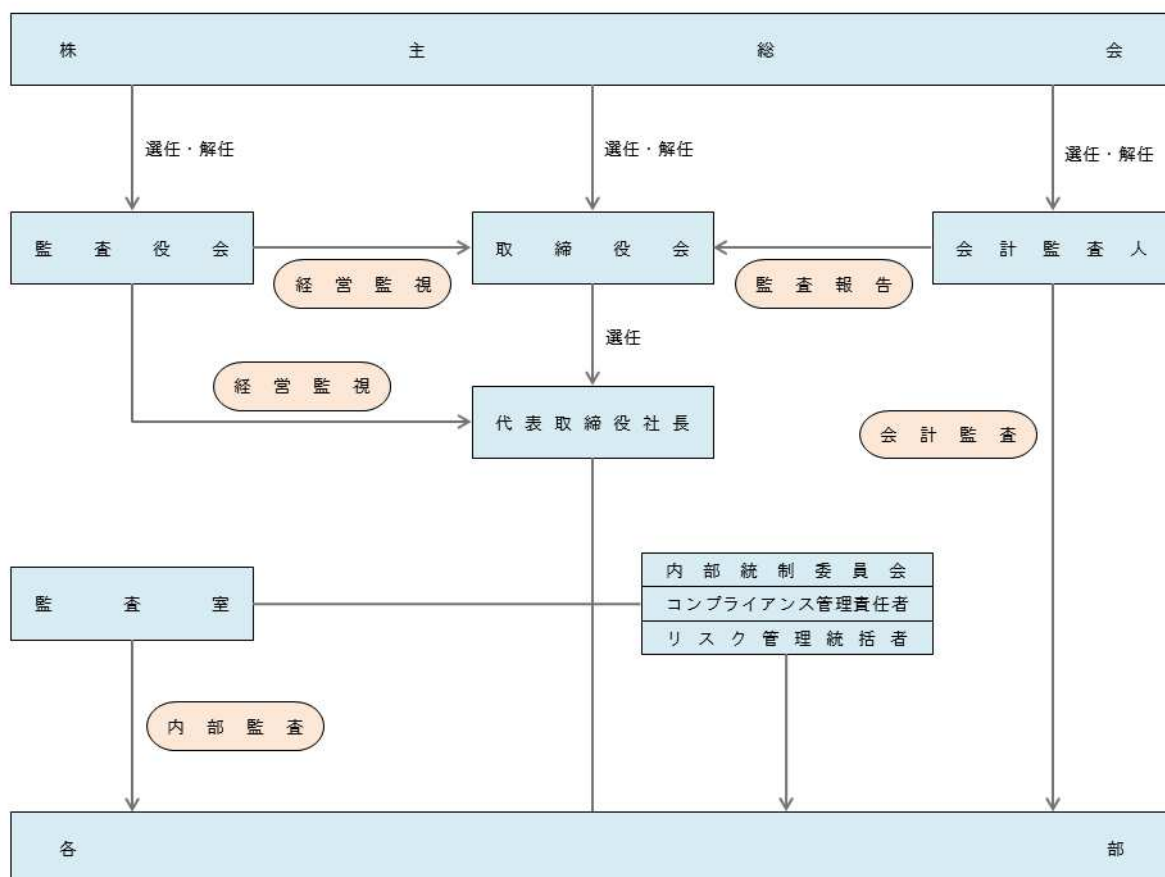 株主総会
選任・解任
選任・解任
選任・解任
監査役会
取締役会
会計監査人
経営監視
監査報告
選任
経営監視
代表取締役社長
会計監査
内部統制委員会
監査室
コンプライアンス管理責任者
リスク管理統括者
内部監査
各部